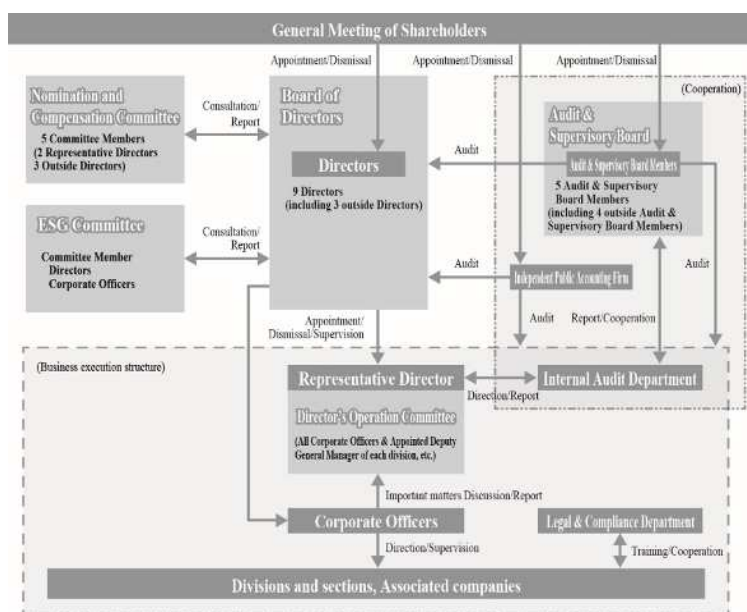 General Meeting of Shareholders
Appointment/Dismissal
Appointment/Dismissal
Appointment/Dismissal
(Cooperation)
Nomination and
Compensation Committee
5 Committee Members
(2 Representative Directors
3 Outside Directors)
Consultation/
Report
Board of
Directors
Directors
9 Directors
(including 3 outside Directors)
Audit
Audit &
Supervisory Board
Audit & Supervisory Board Members
5 Audit & Supervisory
Board Members
(including 4 outside Audit &
Supervisory Board Members)
ESG Committee
Committee Member
Directors
Corporate Officers
Consultation/
Report
Audit
Independent Public Accounting Firm
Audit
Appointment/
Dismissal/Supervision
Audit
Report/Cooperation
(Business execution structure)
Representative Director
Direction/Report
Internal Audit Department
Director's Operation Committee
(All Corporate Officers & Appointed Deputy
General Manager of each division, etc.)
Important matters Discussion/Report
Corporate Officers
Legal & Compliance Department
Direction/Supervision
Training/Cooperation
Divisions and sections, Associated companies